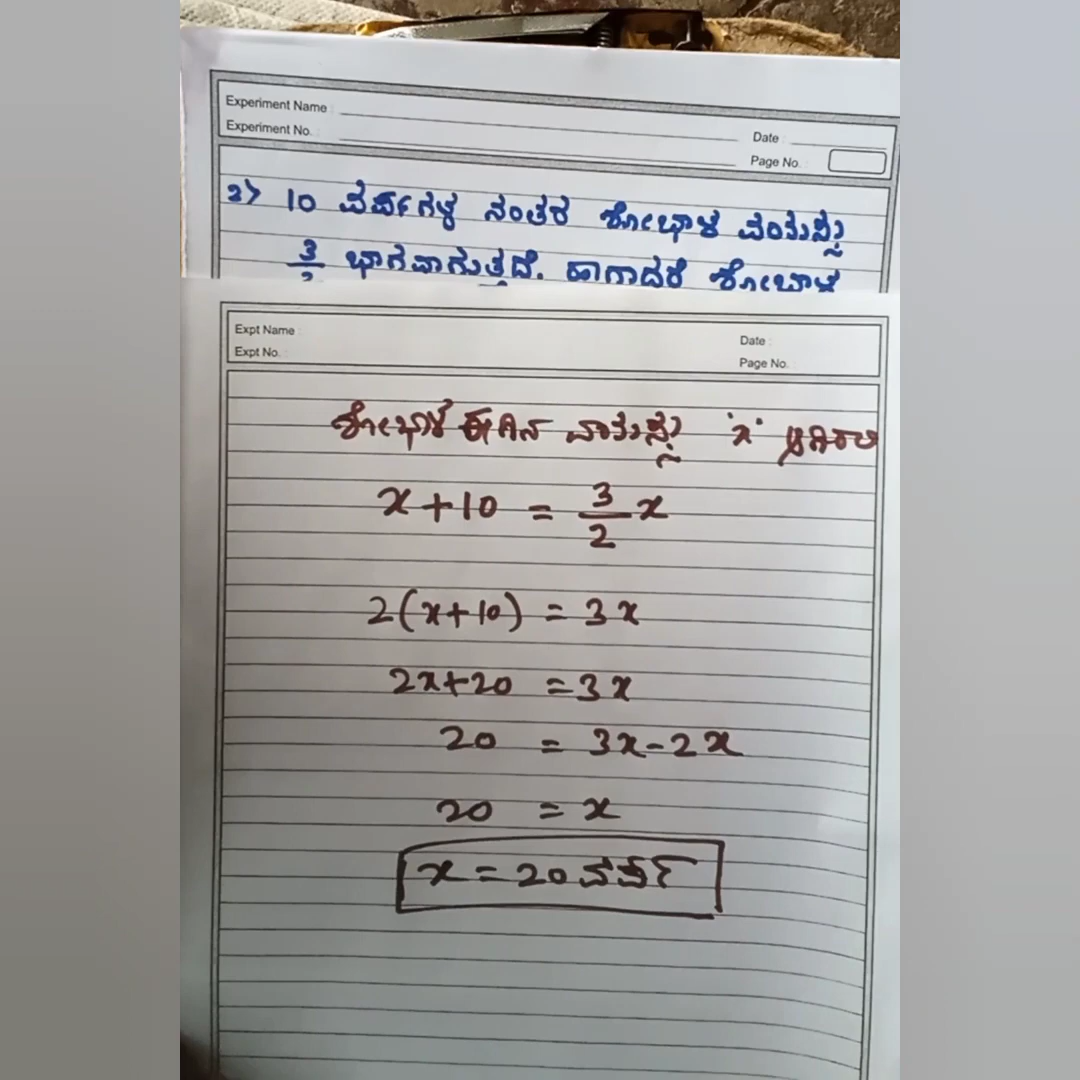 Experiment Name
Experiment No.
Date
Page No.
2) 10 ವರ್ಷಗಳ ನಂತರ ಶೋಭಾಳ ವಯಸ್ಸು
3/2 ಭಾಗವಾಗುತ್ತದೆ. ಹಾಗಾದರೆ ಶೋಭಾಳ
Expt Name :
Expt No. :
Date :
Page No.
ಶೋಭಾಳ ಈಗಿನ ವಯಸ್ಸು 'x' ಆಗಿರಲಿ
x + 10 = 3/2 x
2(x+10) = 3x
2x+20 = 3x
20 = 3x - 2x
20 = x
x = 20 ವರ್ಷ